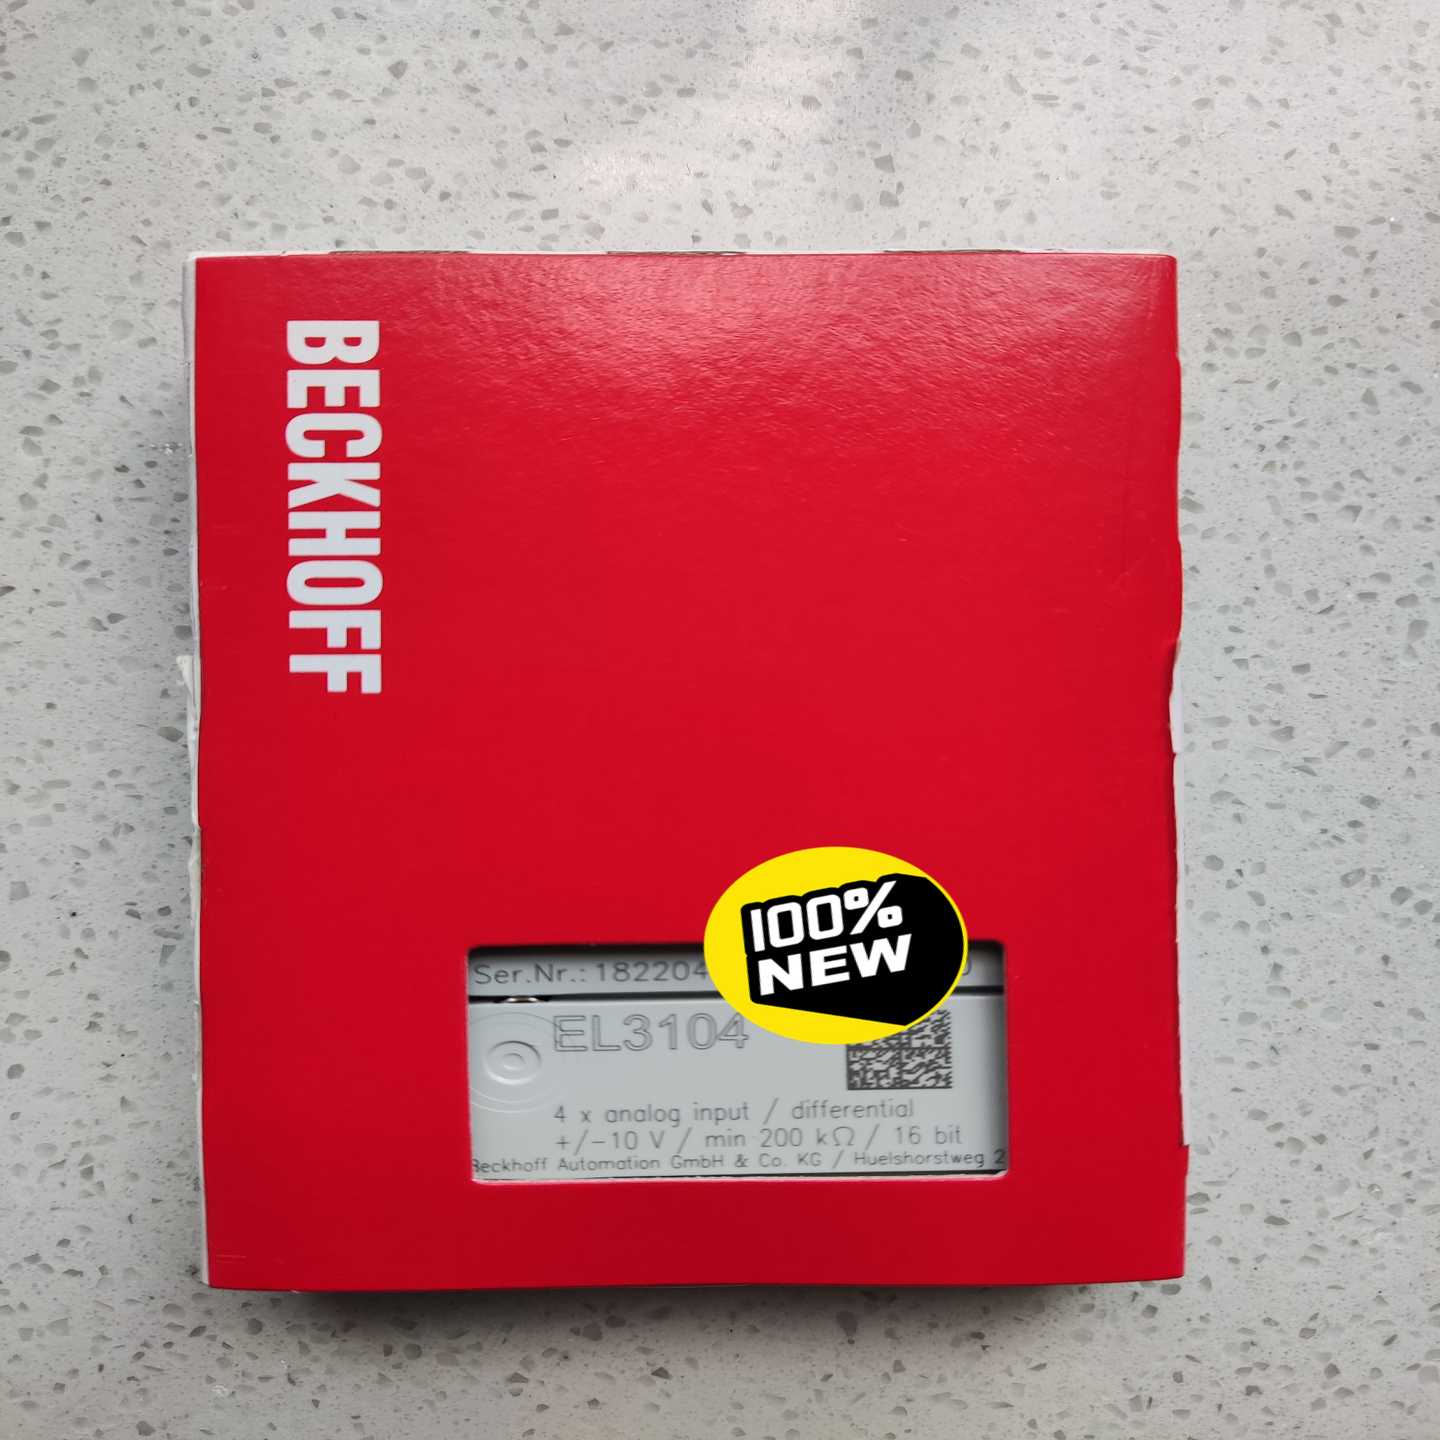 BECKHOFF
100%
NEW
Ser.Nr.: 182204
EL3104
4 x analog input / differential
+/-10 V / min 200 kΩ / 16 bit
Beckhoff Automation GmbH & Co. KG / Huelshorstweg 2